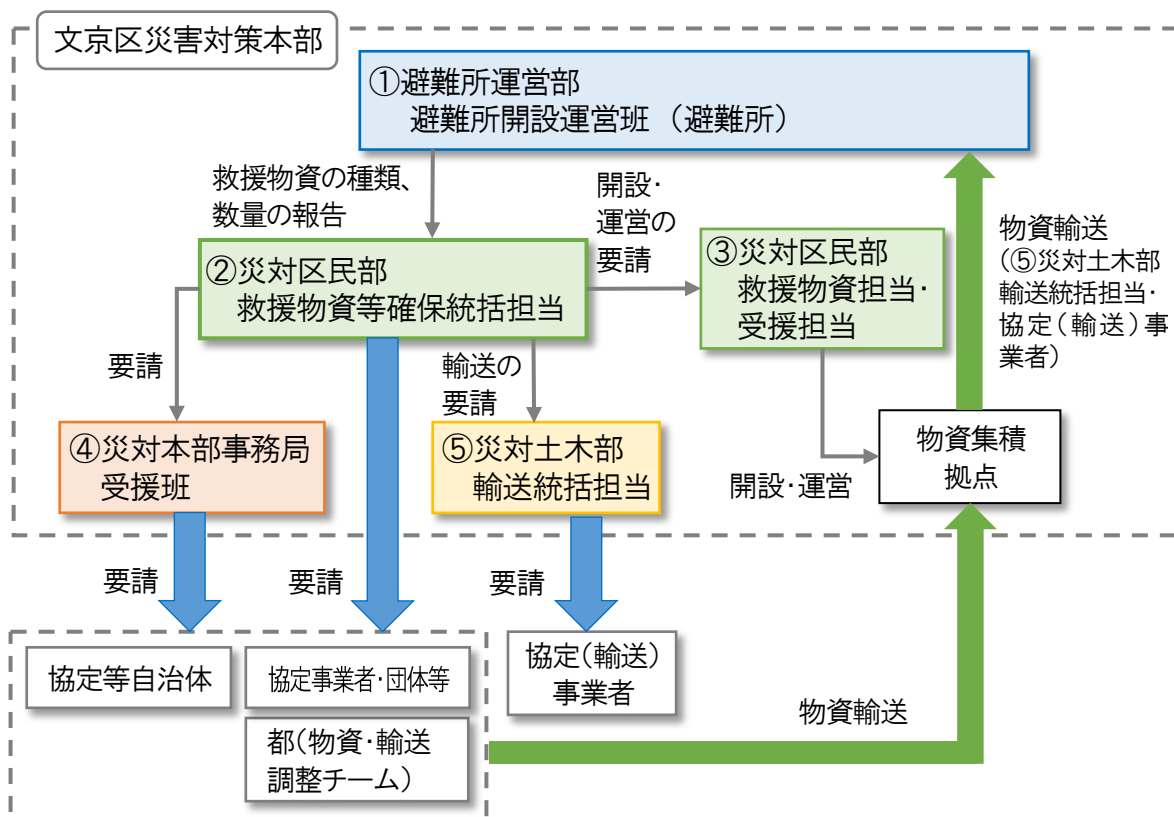 文京区災害対策本部
①避難所運営部
避難所開設運営班（避難所）
救援物資の種類、
数量の報告
開設・
運営の
要請
②災対区民部
救援物資等確保統括担当
③災対区民部
救援物資担当・
受援担当
物資輸送
（⑤災対土木部
輸送統括担当・
協定（輸送）事
業者）
要請
輸送の
要請
④災対本部事務局
受援班
⑤災対土木部
輸送統括担当
開設・運営
物資集積
拠点
要請
要請
要請
協定等自治体
協定事業者・団体等
都（物資・輸送
調整チーム）
協定（輸送）
事業者
物資輸送